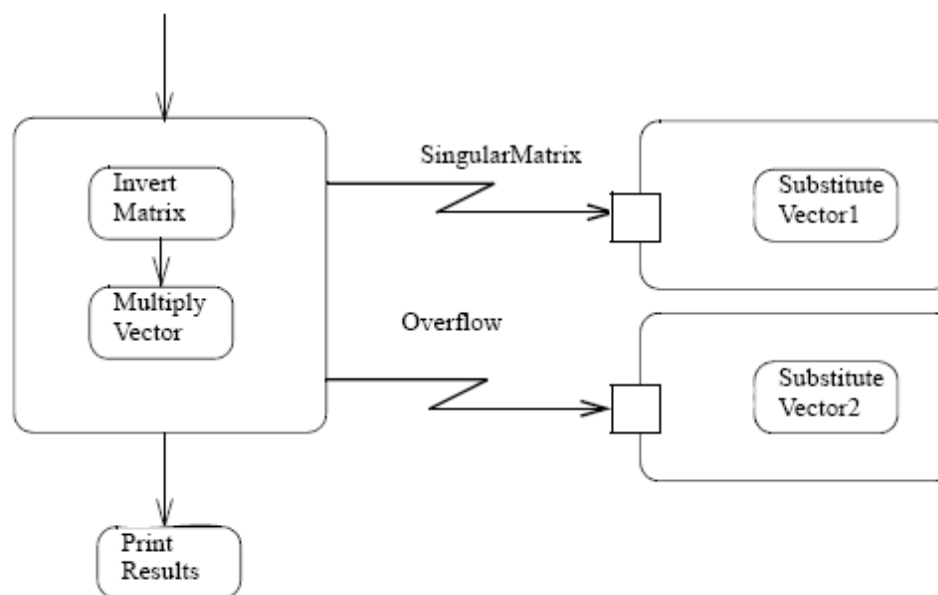 Invert
Matrix
Multiply
Vector
SingularMatrix
Overflow
Substitute
Vector1
Substitute
Vector2
Print
Results